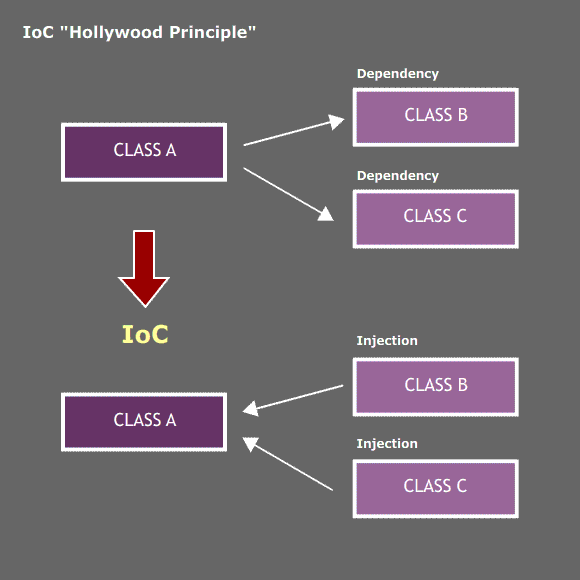 IoC "Hollywood Principle"
Dependency
CLASS B
CLASS A
Dependency
CLASS C
IoC
Injection
CLASS B
CLASS A
Injection
CLASS C